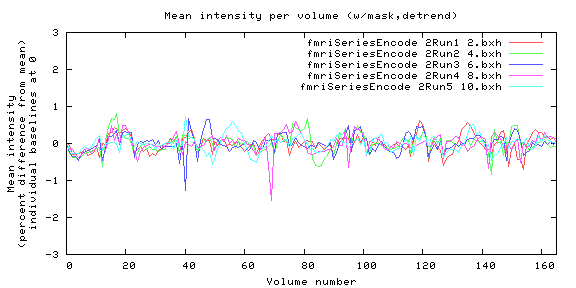 Mean intensity per volume (w/mask,detrend)
fmriSeriesEncode 2Run1 2.bxh
fmriSeriesEncode 2Run2 4.bxh
fmriSeriesEncode 2Run3 6.bxh
fmriSeriesEncode 2Run4 8.bxh
fmriSeriesEncode 2Run5 10.bxh
Mean intensity
(percent difference from mean)
individual baselines at 0
3
2
1
0
-1
-2
-3
0 20 40 60 80 100 120 140 160
Volume number